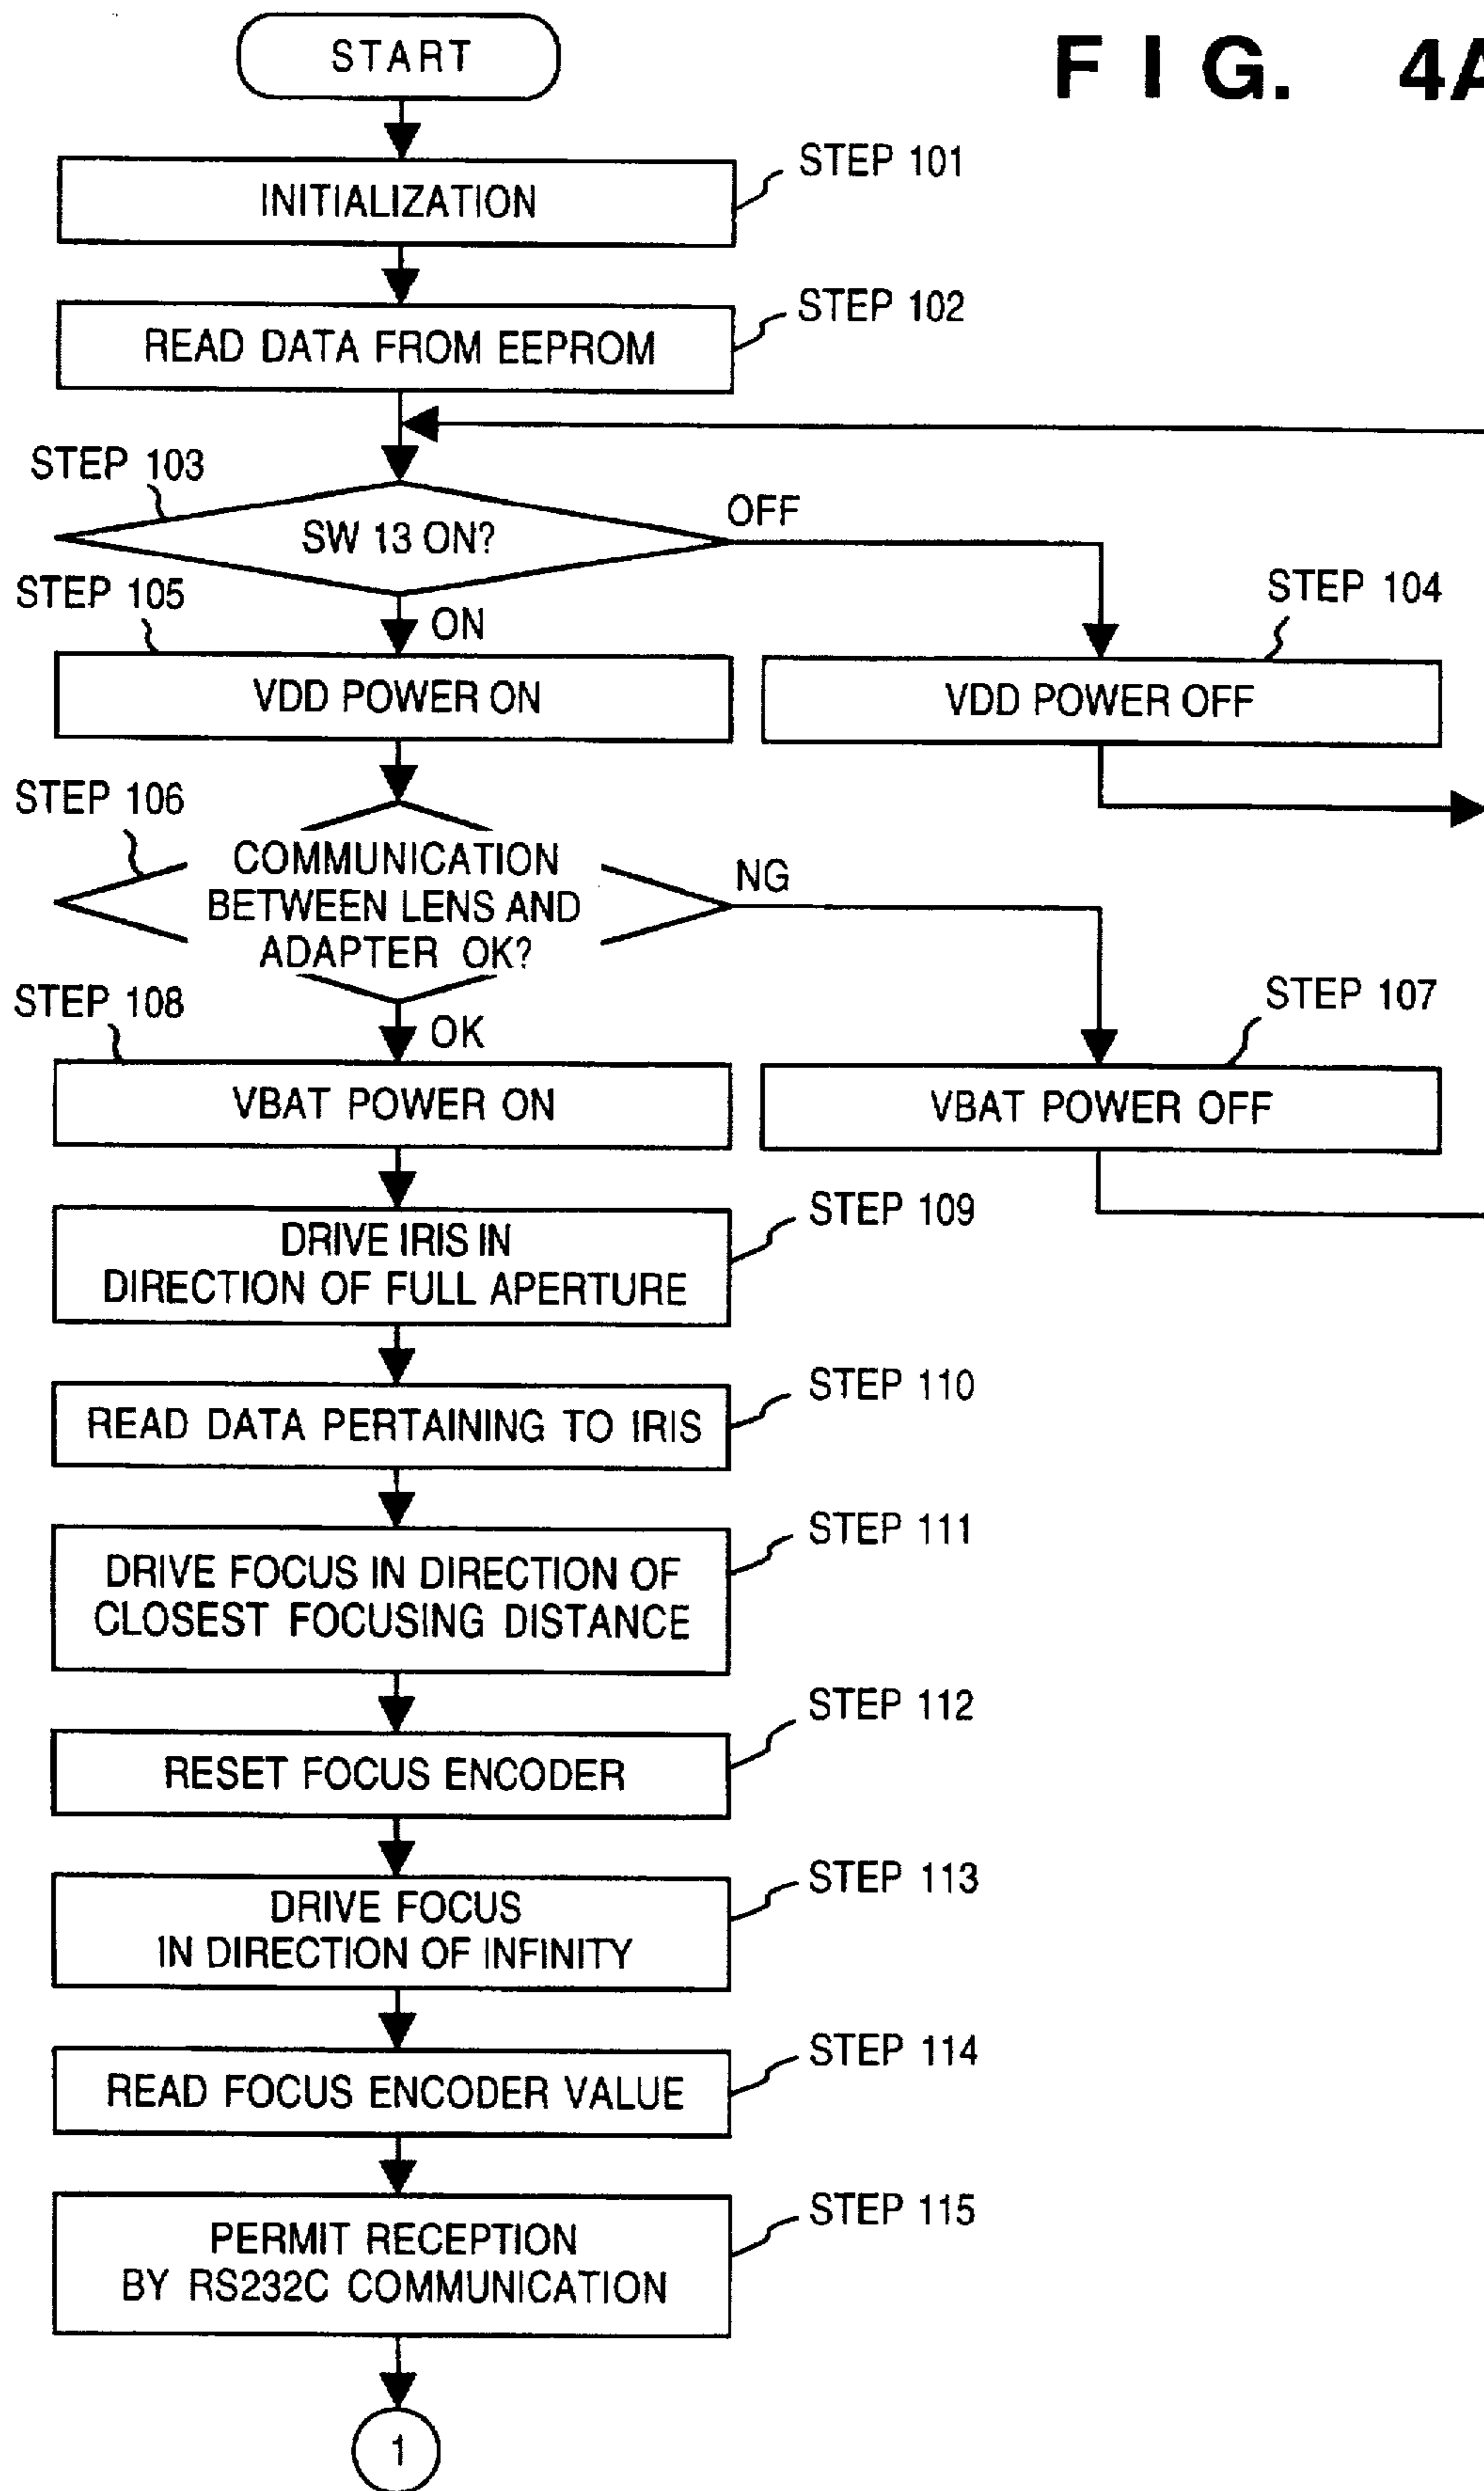 FIG. 4A
START
STEP 101
INITIALIZATION
STEP 102
READ DATA FROM EEPROM
STEP 103
SW 13 ON?
OFF
STEP 104
VDD POWER OFF
STEP 105
ON
VDD POWER ON
STEP 106
COMMUNICATION
BETWEEN LENS AND
ADAPTER OK?
NG
STEP 107
VBAT POWER OFF
STEP 108
OK
VBAT POWER ON
STEP 109
DRIVE IRIS IN
DIRECTION OF FULL APERTURE
STEP 110
READ DATA PERTAINING TO IRIS
STEP 111
DRIVE FOCUS IN DIRECTION OF
CLOSEST FOCUSING DISTANCE
STEP 112
RESET FOCUS ENCODER
STEP 113
DRIVE FOCUS
IN DIRECTION OF INFINITY
STEP 114
READ FOCUS ENCODER VALUE
STEP 115
PERMIT RECEPTION
BY RS232C COMMUNICATION
1